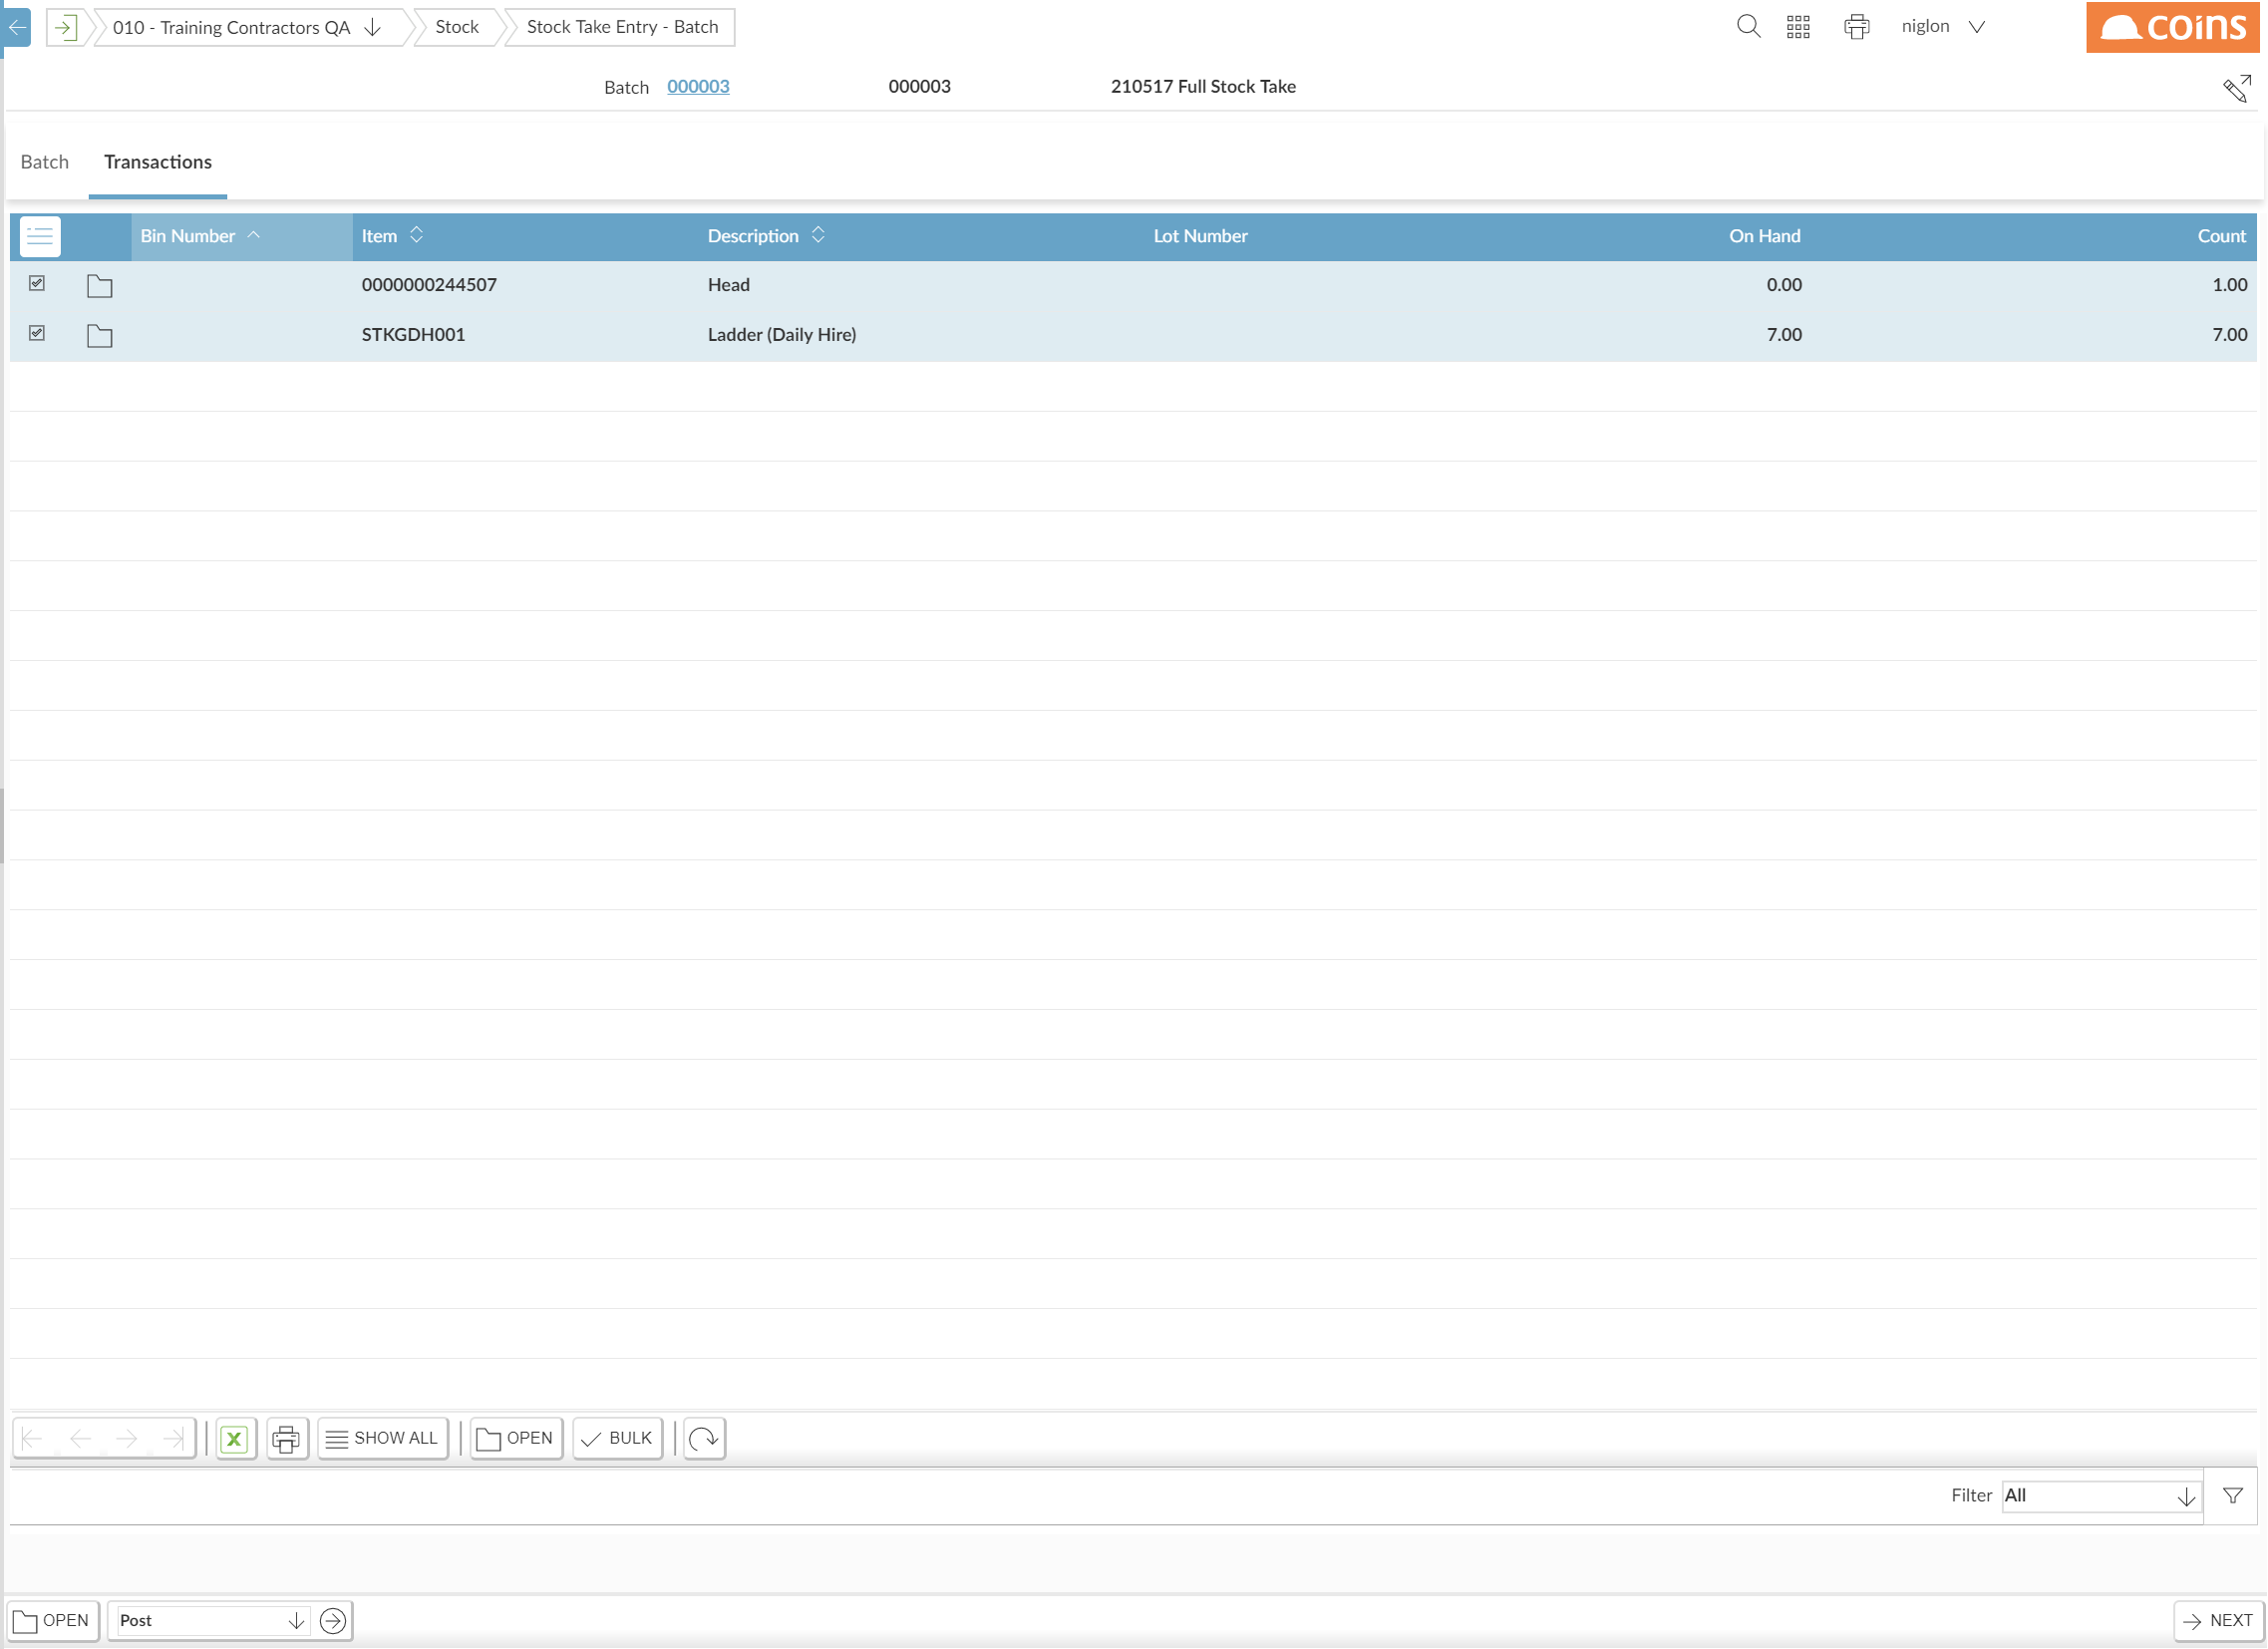 010 - Training Contractors QA Stock Stock Take Entry - Batch niglon coins
Batch 000003 000003 210517 Full Stock Take
Batch Transactions
Bin Number Item Description Lot Number On Hand Count
0000000244507 Head 0.00 1.00
STKGDH001 Ladder (Daily Hire) 7.00 7.00
SHOW ALL OPEN BULK
Filter All
OPEN Post NEXT